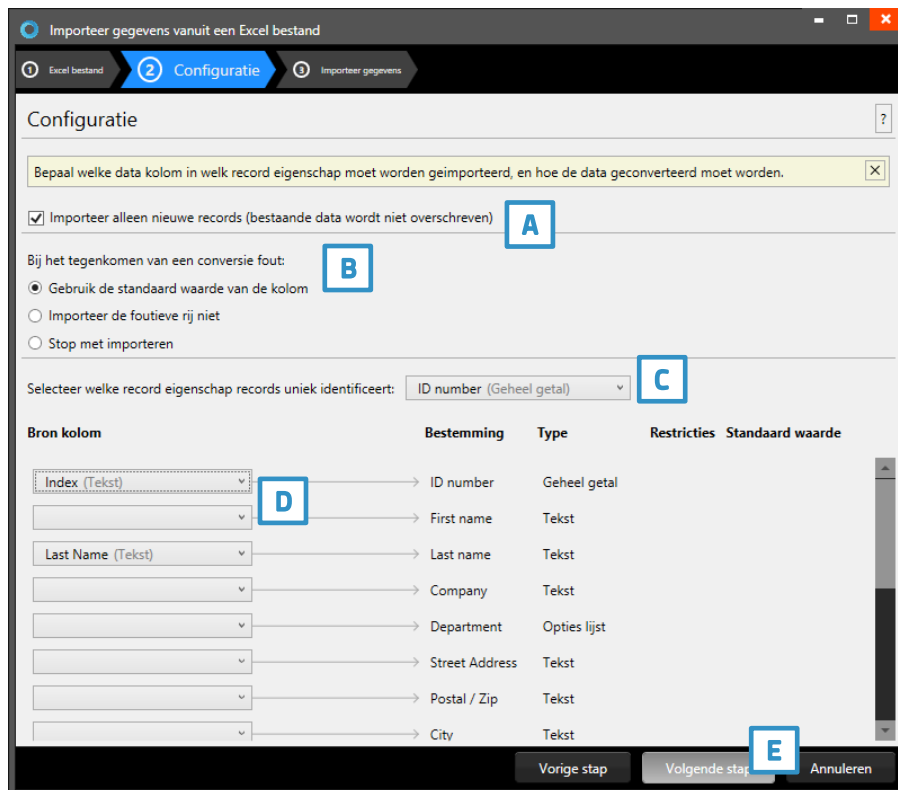 Importeer gegevens vanuit een Excel bestand
1 Excel bestand 2 Configuratie 3 Importeer gegevens
Configuratie ?
Bepaal welke data kolom in welk record eigenschap moet worden geimporteerd, en hoe de data geconverteerd moet worden.
Importeer alleen nieuwe records (bestaande data wordt niet overschreven) A
Bij het tegenkomen van een conversie fout: B
Gebruik de standaard waarde van de kolom
Importeer de foutieve rij niet
Stop met importeren
Selecteer welke record eigenschap records uniek identificeert: ID number (Geheel getal) C
Bron kolom Bestemming Type Restricties Standaard waarde
Index (Tekst) D ID number Geheel getal
First name Tekst
Last Name (Tekst) Last name Tekst
Company Tekst
Department Opties lijst
Street Address Tekst
Postal / Zip Tekst
City Tekst
Vorige stap Volgende stap E Annuleren